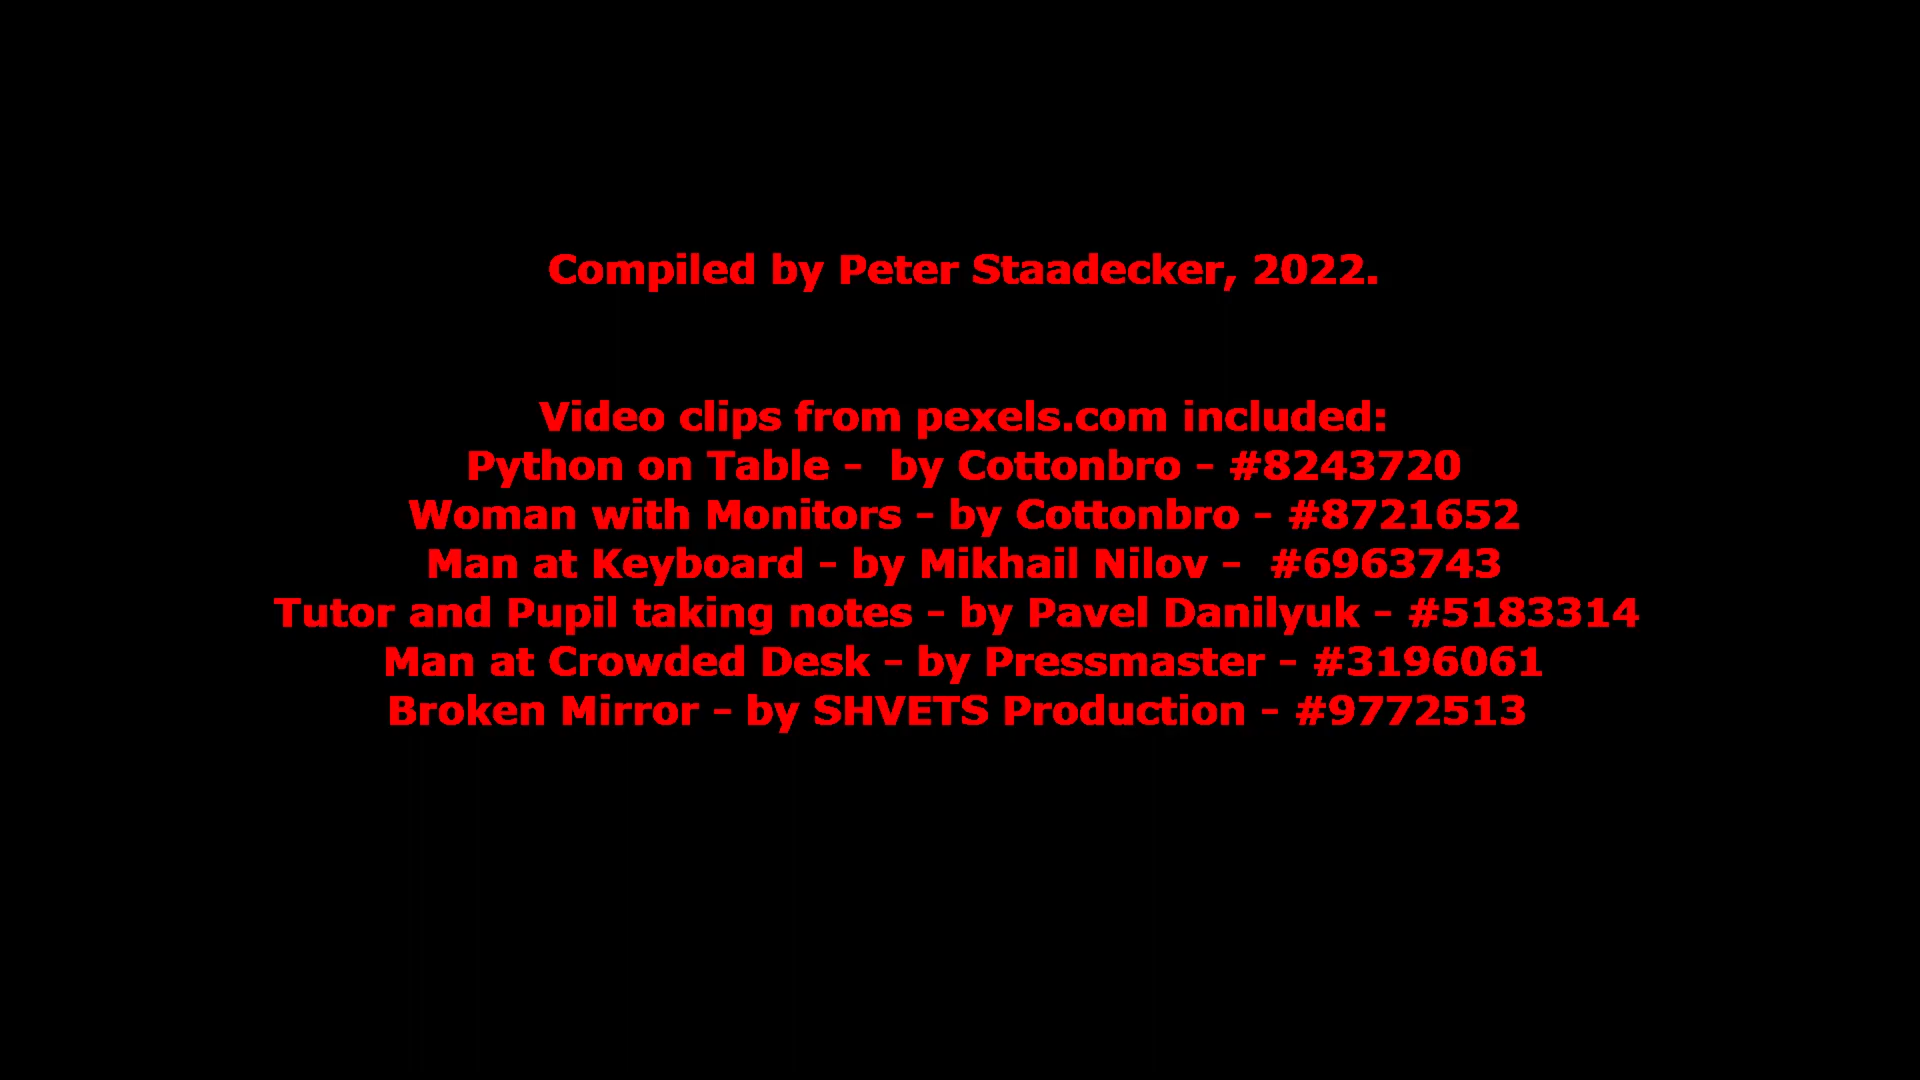 Compiled by Peter Staadecker, 2022.
Video clips from pexels.com included:
Python on Table -  by Cottonbro - #8243720
Woman with Monitors - by Cottonbro - #8721652
Man at Keyboard - by Mikhail Nilov -  #6963743
Tutor and Pupil taking notes - by Pavel Danilyuk - #5183314
Man at Crowded Desk - by Pressmaster - #3196061
Broken Mirror - by SHVETS Production - #9772513